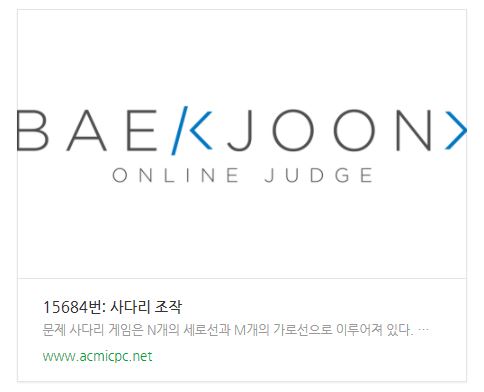 BAEKJOON>
ONLINE JUDGE
15684번: 사다리 조작
문제 사다리 게임은 N개의 세로선과 M개의 가로선으로 이루어져 있다. …
www.acmicpc.net